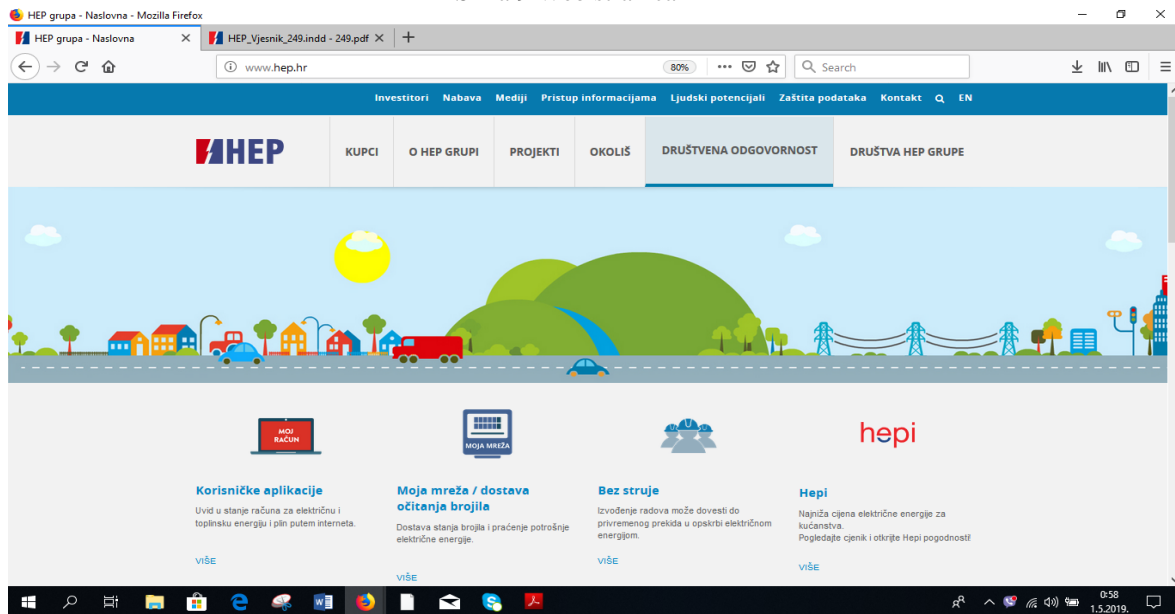 HEP grupa - Naslovna - Mozilla Firefox
HEP grupa - Naslovna
HEP_Vjesnik_249.indd - 249.pdf
www.hep.hr
80%
Search
Investitori Nabava Mediji Pristup informacijama Ljudski potencijali Zaštita podataka Kontakt EN
HEP
KUPCI
O HEP GRUPI
PROJEKTI
OKOLIŠ
DRUŠTVENA ODGOVORNOST
DRUŠTVA HEP GRUPE
MOJ
RAČUN
Korisničke aplikacije
Uvid u stanje računa za električnu i
toplinsku energiju i plin putem interneta.
VIŠE
MOJA MREŽA
Moja mreža / dostava
očitanja brojila
Dostava stanja brojila i praćenje potrošnje
električne energije.
VIŠE
Bez struje
Izvođenje radova može dovesti do
privremenog prekida u opskrbi električnom
energijom.
VIŠE
hepi
Hepi
Najniža cijena električne energije za
kućanstva.
Pogledajte cjenik i otkrijte Hepi pogodnosti!
VIŠE
0:58
1.5.2019.